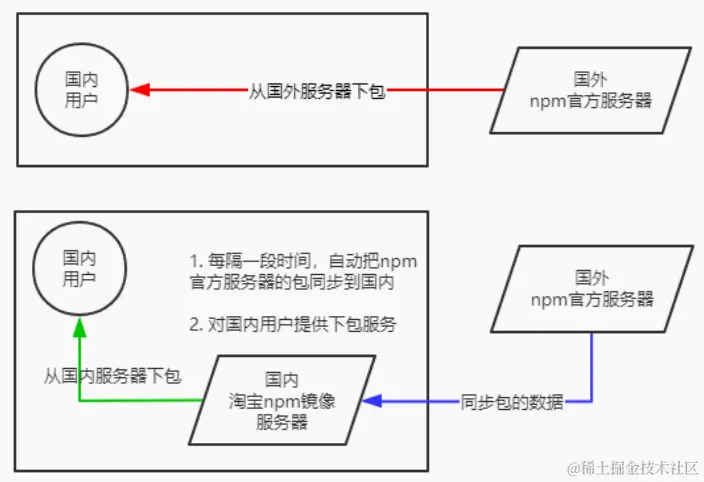 国内
用户
从国外服务器下包
国外
npm官方服务器
国内
用户
1. 每隔一段时间，自动把npm
官方服务器的包同步到国内
2. 对国内用户提供下包服务
国外
npm官方服务器
从国内服务器下包
国内
淘宝npm镜像
服务器
同步包的数据
@稀土掘金技术社区